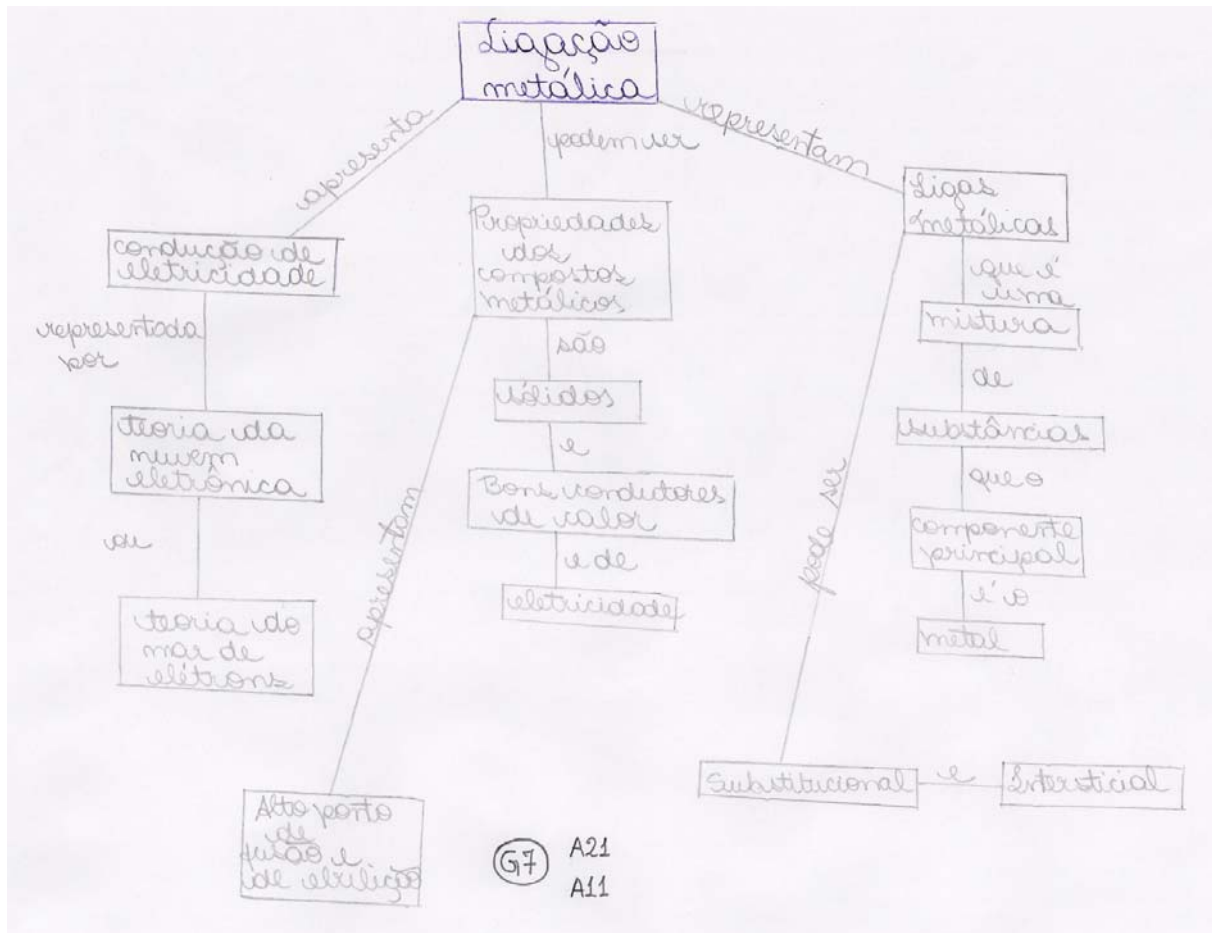 Ligação
metálica
apresenta
podem ser
representam
condução de
eletricidade
representada
por
teoria da
nuvem
eletrônica
ou
teoria do
mar de
elétrons
Propriedades
dos
compostos
metálicos
são
sólidos
e
Bons condutores
de calor
e de
eletricidade
apresentam
Alto ponto
de
fusão e
de ebulição
Ligas
metálicas
que é
uma
mistura
de
substâncias
que o
componente
principal
é o
metal
pode ser
Substitucional
e
Intersticial
G7
A21
A11